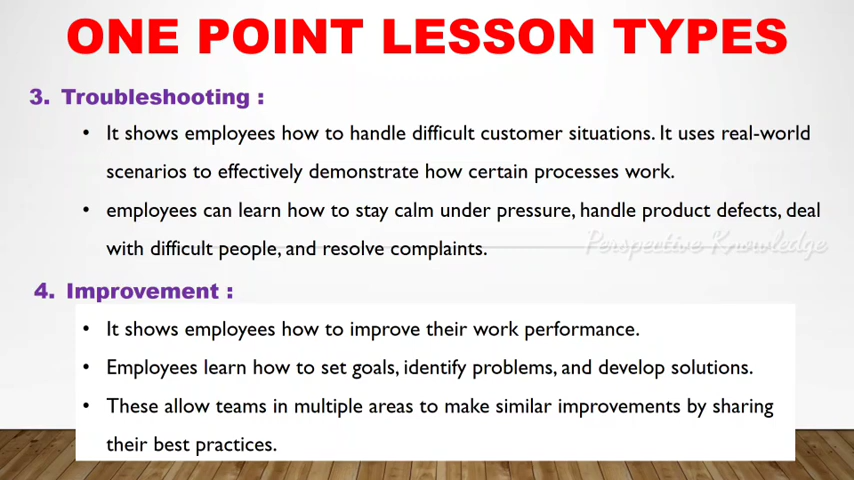 ONE POINT LESSON TYPES
3. Troubleshooting :
• It shows employees how to handle difficult customer situations. It uses real-world
scenarios to effectively demonstrate how certain processes work.
• employees can learn how to stay calm under pressure, handle product defects, deal
with difficult people, and resolve complaints.
Perspective Knowledge
4. Improvement :
• It shows employees how to improve their work performance.
• Employees learn how to set goals, identify problems, and develop solutions.
• These allow teams in multiple areas to make similar improvements by sharing
their best practices.